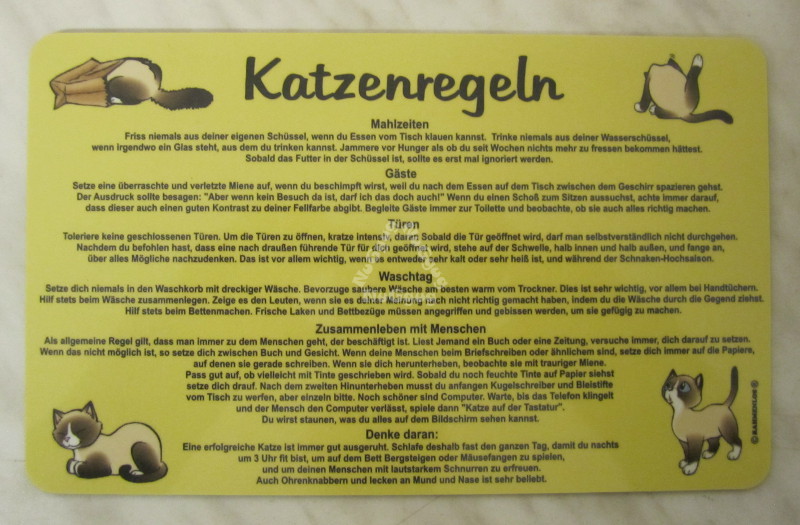 Katzenregeln
Mahlzeiten
Friss niemals aus deiner eigenen Schüssel, wenn du Essen vom Tisch klauen kannst. Trinke niemals aus deiner Wasserschüssel,
wenn irgendwo ein Glas steht, aus dem du trinken kannst. Jammere vor Hunger als ob du seit Wochen nichts mehr zu fressen bekommen hättest.
Sobald das Futter in der Schüssel ist, sollte es erst mal ignoriert werden.
Gäste
Setze eine überraschte und verletzte Miene auf, wenn du beschimpft wirst, weil du nach dem Essen auf dem Tisch zwischen dem Geschirr spazieren gehst.
Der Ausdruck sollte besagen: "Aber wenn kein Besuch da ist, darf ich das doch auch!" Wenn du einen Schoß zum Sitzen aussuchst, achte immer darauf,
dass dieser auch einen guten Kontrast zu deiner Fellfarbe abgibt. Begleite Gäste immer zur Toilette und beobachte, ob sie auch alles richtig machen.
Türen
Toleriere keine geschlossenen Türen. Um die Türen zu öffnen, kratze intensiv daran. Sobald die Tür geöffnet wird, darf man selbstverständlich nicht durchgehen.
Nachdem du befohlen hast, dass eine nach draußen führende Tür für dich geöffnet wird, stehe auf der Schwelle, halb innen und halb außen, und fange an,
über alles Mögliche nachzudenken. Das ist vor allem wichtig, wenn es entweder sehr kalt oder sehr heiß ist, und während der Schnaken-Hochsaison.
Waschtag
Setze dich niemals in den Waschkorb mit dreckiger Wäsche. Bevorzuge saubere Wäsche am besten warm vom Trockner. Dies ist sehr wichtig, vor allem bei Handtüchern.
Hilf stets beim Wäsche zusammenlegen. Zeige es den Leuten, wenn sie es deiner Meinung nach nicht richtig gemacht haben, indem du die Wäsche durch die Gegend ziehst.
Hilf stets beim Bettenmachen. Frische Laken und Bettbezüge müssen angegriffen und gebissen werden, um sie gefügig zu machen.
Zusammenleben mit Menschen
Als allgemeine Regel gilt, dass man immer zu dem Menschen geht, der beschäftigt ist. Liest Jemand ein Buch oder eine Zeitung, versuche immer, dich darauf zu setzen.
Wenn das nicht möglich ist, so setze dich zwischen Buch und Gesicht. Wenn deine Menschen beim Briefschreiben oder ähnlichem sind, setze dich immer auf die Papiere,
auf denen sie gerade schreiben. Wenn sie dich herunterheben, beobachte sie mit trauriger Miene.
Pass gut auf, ob vielleicht mit Tinte geschrieben wird. Sobald du noch feuchte Tinte auf Papier siehst
setze dich drauf. Nach dem zweiten Hinunterheben musst du anfangen Kugelschreiber und Bleistifte
vom Tisch zu werfen, aber einzeln bitte. Noch schöner sind Computer. Warte, bis das Telefon klingelt
und der Mensch den Computer verlässt, spiele dann "Katze auf der Tastatur".
Du wirst staunen, was du alles auf dem Bildschirm sehen kannst.
Denke daran:
Eine erfolgreiche Katze ist immer gut ausgeruht. Schlafe deshalb fast den ganzen Tag, damit du nachts
um 3 Uhr fit bist, um auf dem Bett Bergsteigen oder Mäusefangen zu spielen,
und um deinen Menschen mit lautstarkem Schnurren zu erfreuen.
Auch Ohrenknabbern und lecken an Mund und Nase ist sehr beliebt.